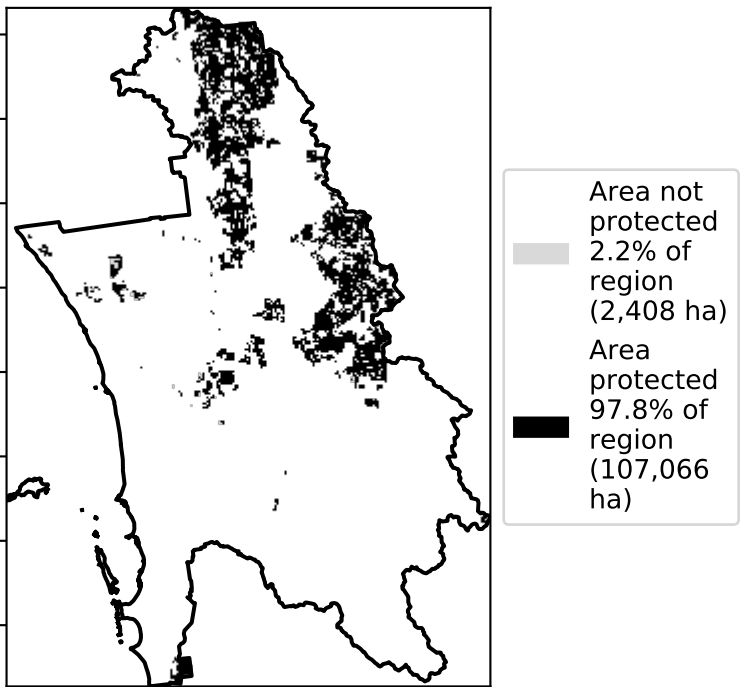 Area not
protected
2.2% of
region
(2,408 ha)
Area
protected
97.8% of
region
(107,066
ha)